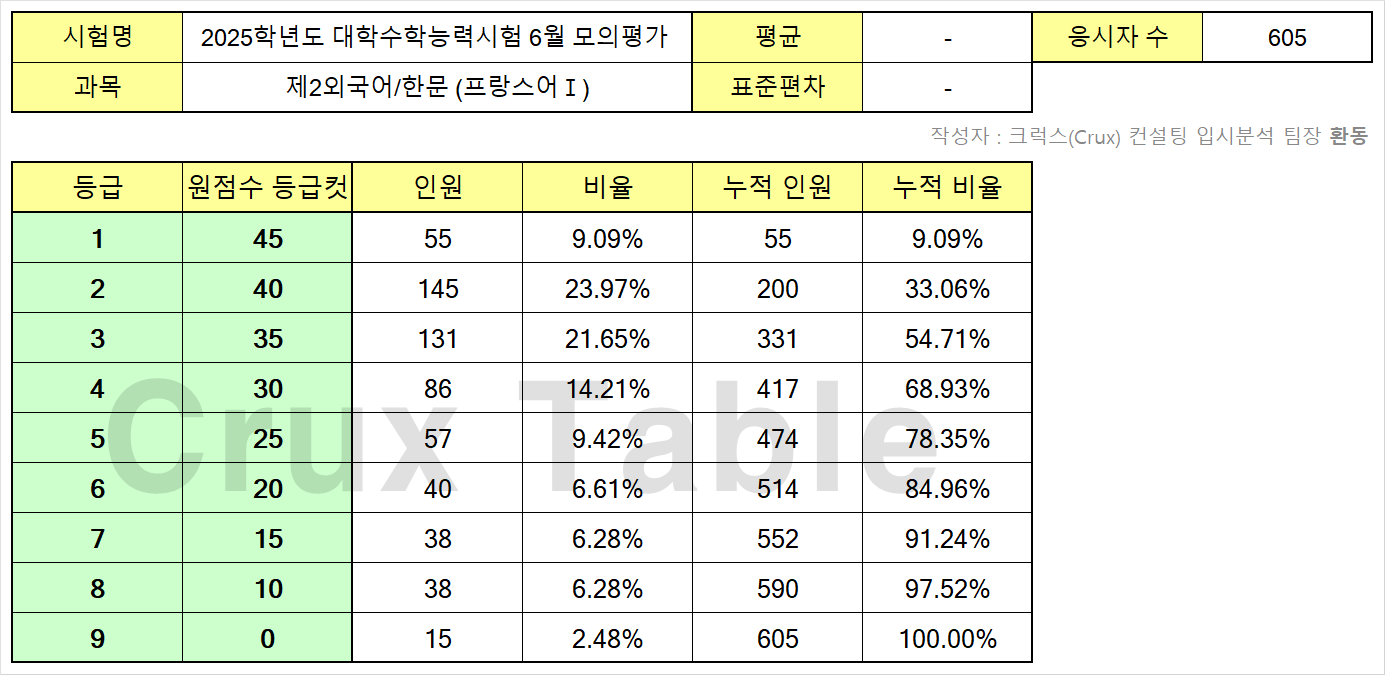 시험명 2025학년도 대학수학능력시험 6월 모의평가 평균 - 응시자 수 605
과목 제2외국어/한문 (프랑스어Ⅰ) 표준편차 -
작성자 : 크럭스(Crux) 컨설팅 입시분석 팀장 환동
등급 원점수 등급컷 인원 비율 누적 인원 누적 비율
1 45 55 9.09% 55 9.09%
2 40 145 23.97% 200 33.06%
3 35 131 21.65% 331 54.71%
4 30 86 14.21% 417 68.93%
5 25 57 9.42% 474 78.35%
6 20 40 6.61% 514 84.96%
7 15 38 6.28% 552 91.24%
8 10 38 6.28% 590 97.52%
9 0 15 2.48% 605 100.00%
Crux Table